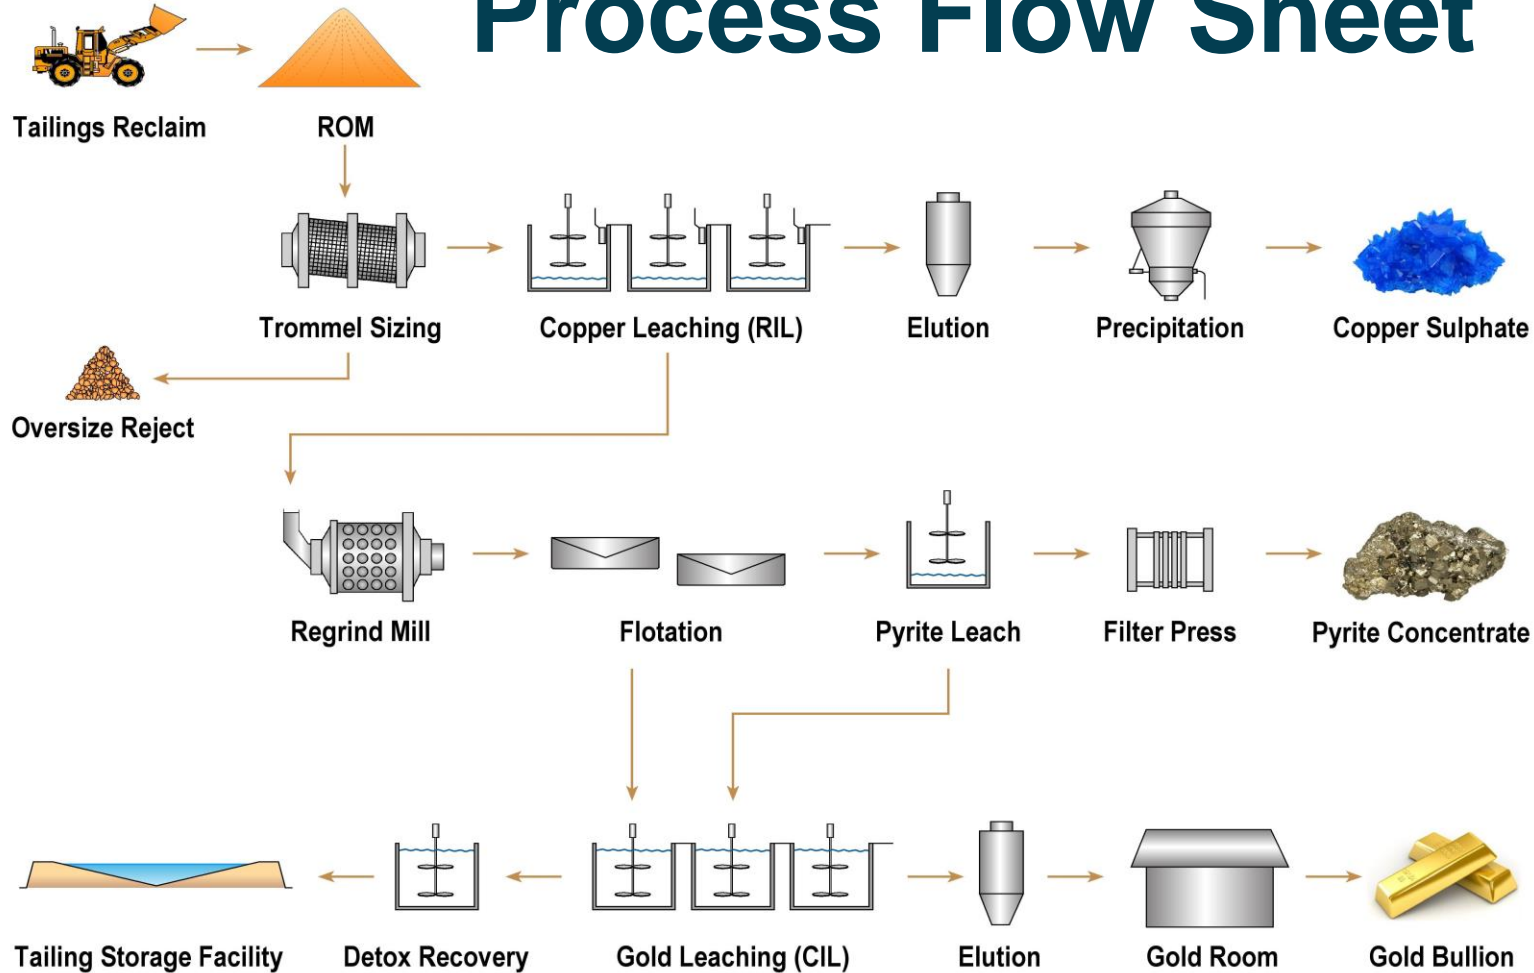 Process Flow Sheet
Tailings Reclaim
ROM
Trommel Sizing
Copper Leaching (RIL)
Elution
Precipitation
Copper Sulphate
Oversize Reject
Regrind Mill
Flotation
Pyrite Leach
Filter Press
Pyrite Concentrate
Tailing Storage Facility
Detox Recovery
Gold Leaching (CIL)
Elution
Gold Room
Gold Bullion